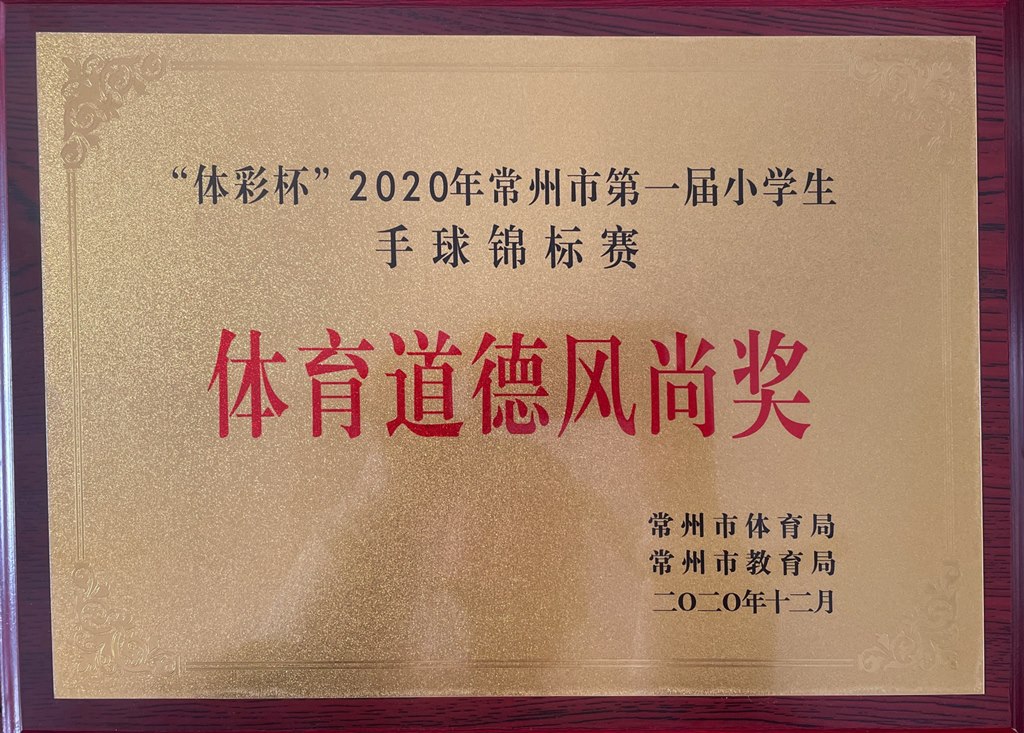 “体彩杯”2020年常州市第一届小学生
手球锦标赛
体育道德风尚奖
常州市体育局
常州市教育局
二〇二〇年十二月